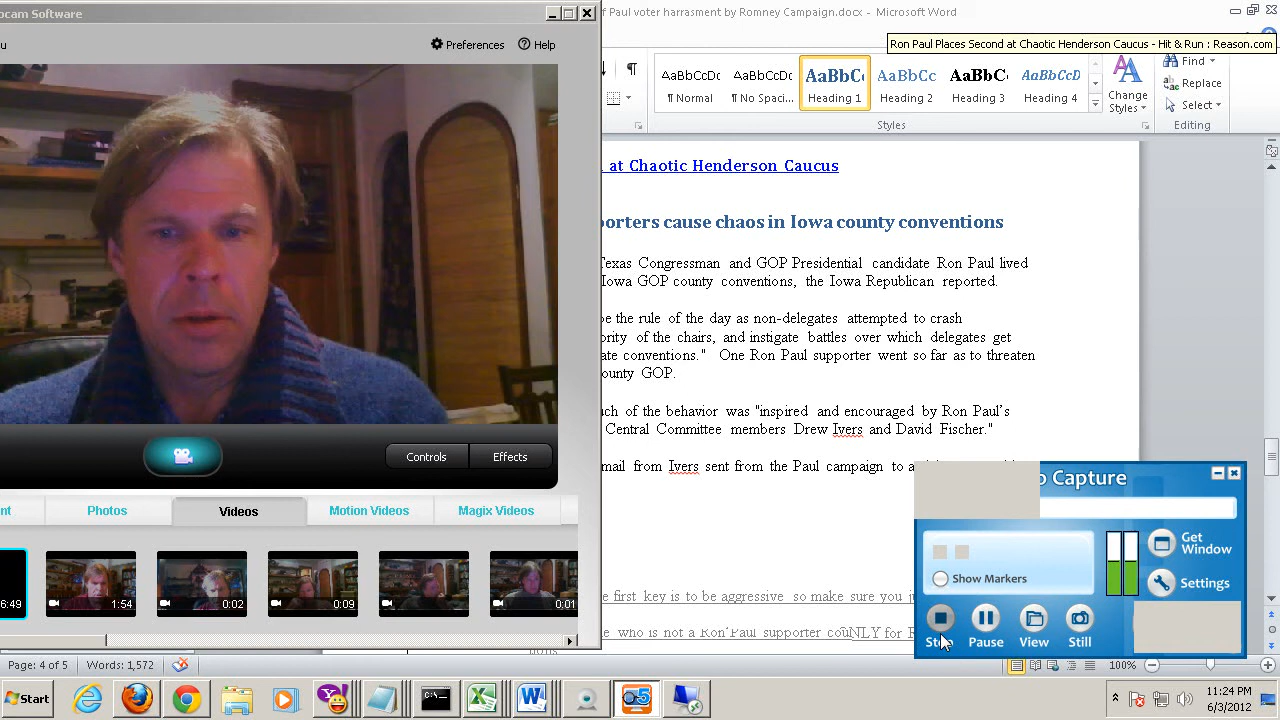 bcam Software
f Paul voter harrasment by Romney Campaign.docx - Microsoft Word
Preferences
Help
Ron Paul Places Second at Chaotic Henderson Caucus - Hit & Run : Reason.com
Find
Replace
Select
AaBbCcDc AaBbCcDc AaBbC AaBbCc AaBbC AaBbCcD
¶ Normal ¶ No Spaci... Heading 1 Heading 2 Heading 3 Heading 4
Change
Styles
Styles
Editing
at Chaotic Henderson Caucus
porters cause chaos in Iowa county conventions
Texas Congressman and GOP Presidential candidate Ron Paul lived
Iowa GOP county conventions, the Iowa Republican reported.
be the rule of the day as non-delegates attempted to crash
ority of the chairs, and instigate battles over which delegates get
ate conventions." One Ron Paul supporter went so far as to threaten
ounty GOP.
uch of the behavior was "inspired and encouraged by Ron Paul's
Central Committee members Drew Ivers and David Fischer."
mail from Ivers sent from the Paul campaign
Controls
Effects
nt
Photos
Videos
Motion Videos
Magix Videos
6:49
1:54
0:02
0:09
0:01
o Capture
Get
Window
Show Markers
Settings
Stop
Pause
View
Still
e first key is to be aggressive so make sure you
who is not a Ron Paul supporter
NLY for
Page: 4 of 5
Words: 1,572
100%
Start
11:24 PM
6/3/2012